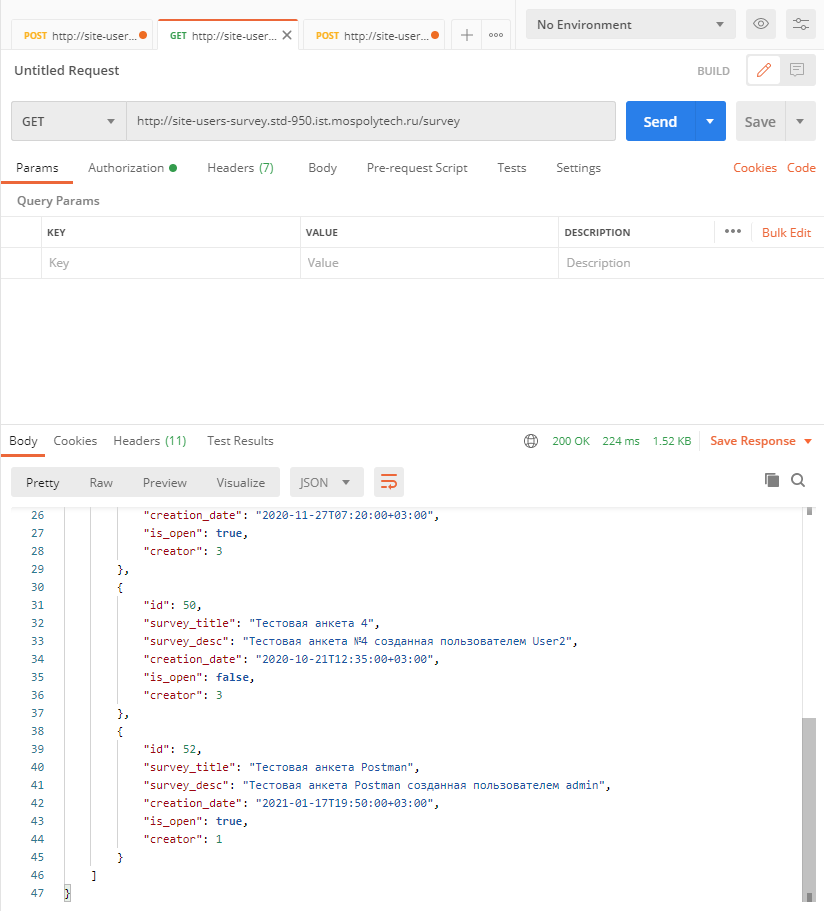 POST http://site-user...
GET http://site-user...
POST http://site-user...
No Environment
Untitled Request
BUILD
GET
http://site-users-survey.std-950.ist.mospolytech.ru/survey
Send
Save
Params Authorization Headers (7) Body Pre-request Script Tests Settings Cookies Code
Query Params
KEY VALUE DESCRIPTION ••• Bulk Edit
Key Value Description
Body Cookies Headers (11) Test Results 200 OK 224 ms 1.52 KB Save Response
Pretty Raw Preview Visualize JSON
26 "creation_date": "2020-11-27T07:20:00+03:00",
27 "is_open": true,
28 "creator": 3
29 },
30 {
31 "id": 50,
32 "survey_title": "Тестовая анкета 4",
33 "survey_desc": "Тестовая анкета №4 созданная пользователем User2",
34 "creation_date": "2020-10-21T12:35:00+03:00",
35 "is_open": false,
36 "creator": 3
37 },
38 {
39 "id": 52,
40 "survey_title": "Тестовая анкета Postman",
41 "survey_desc": "Тестовая анкета Postman созданная пользователем admin",
42 "creation_date": "2021-01-17T19:50:00+03:00",
43 "is_open": true,
44 "creator": 1
45 }
46 ]
47 }